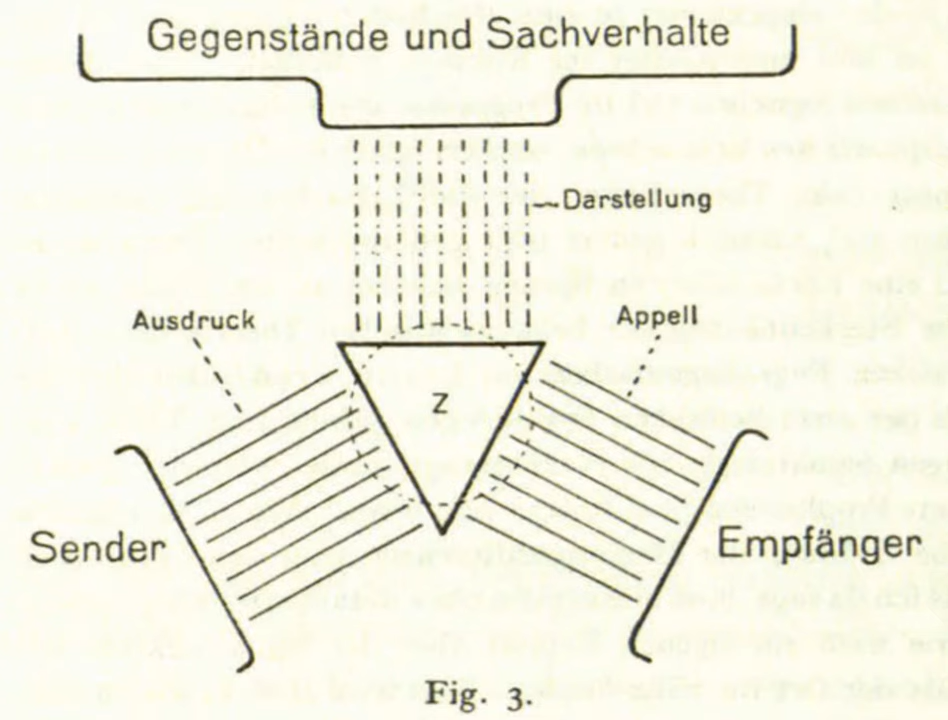 Gegenstände und Sachverhalte
Darstellung
Ausdruck
Appell
Z
Sender
Empfänger
Fig. 3.